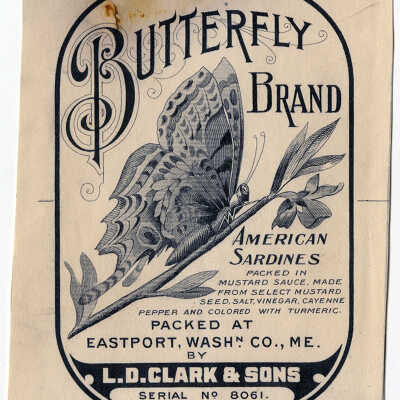 BUTTERFLY
BRAND
AMERICAN
SARDINES
PACKED IN
MUSTARD SAUCE, MADE
FROM SELECT MUSTARD
SEED, SALT, VINEGAR, CAYENNE
PEPPER AND COLORED WITH TURMERIC.
PACKED AT
EASTPORT, WASHN CO., ME.
BY
L.D. CLARK & SONS
SERIAL No 8061.